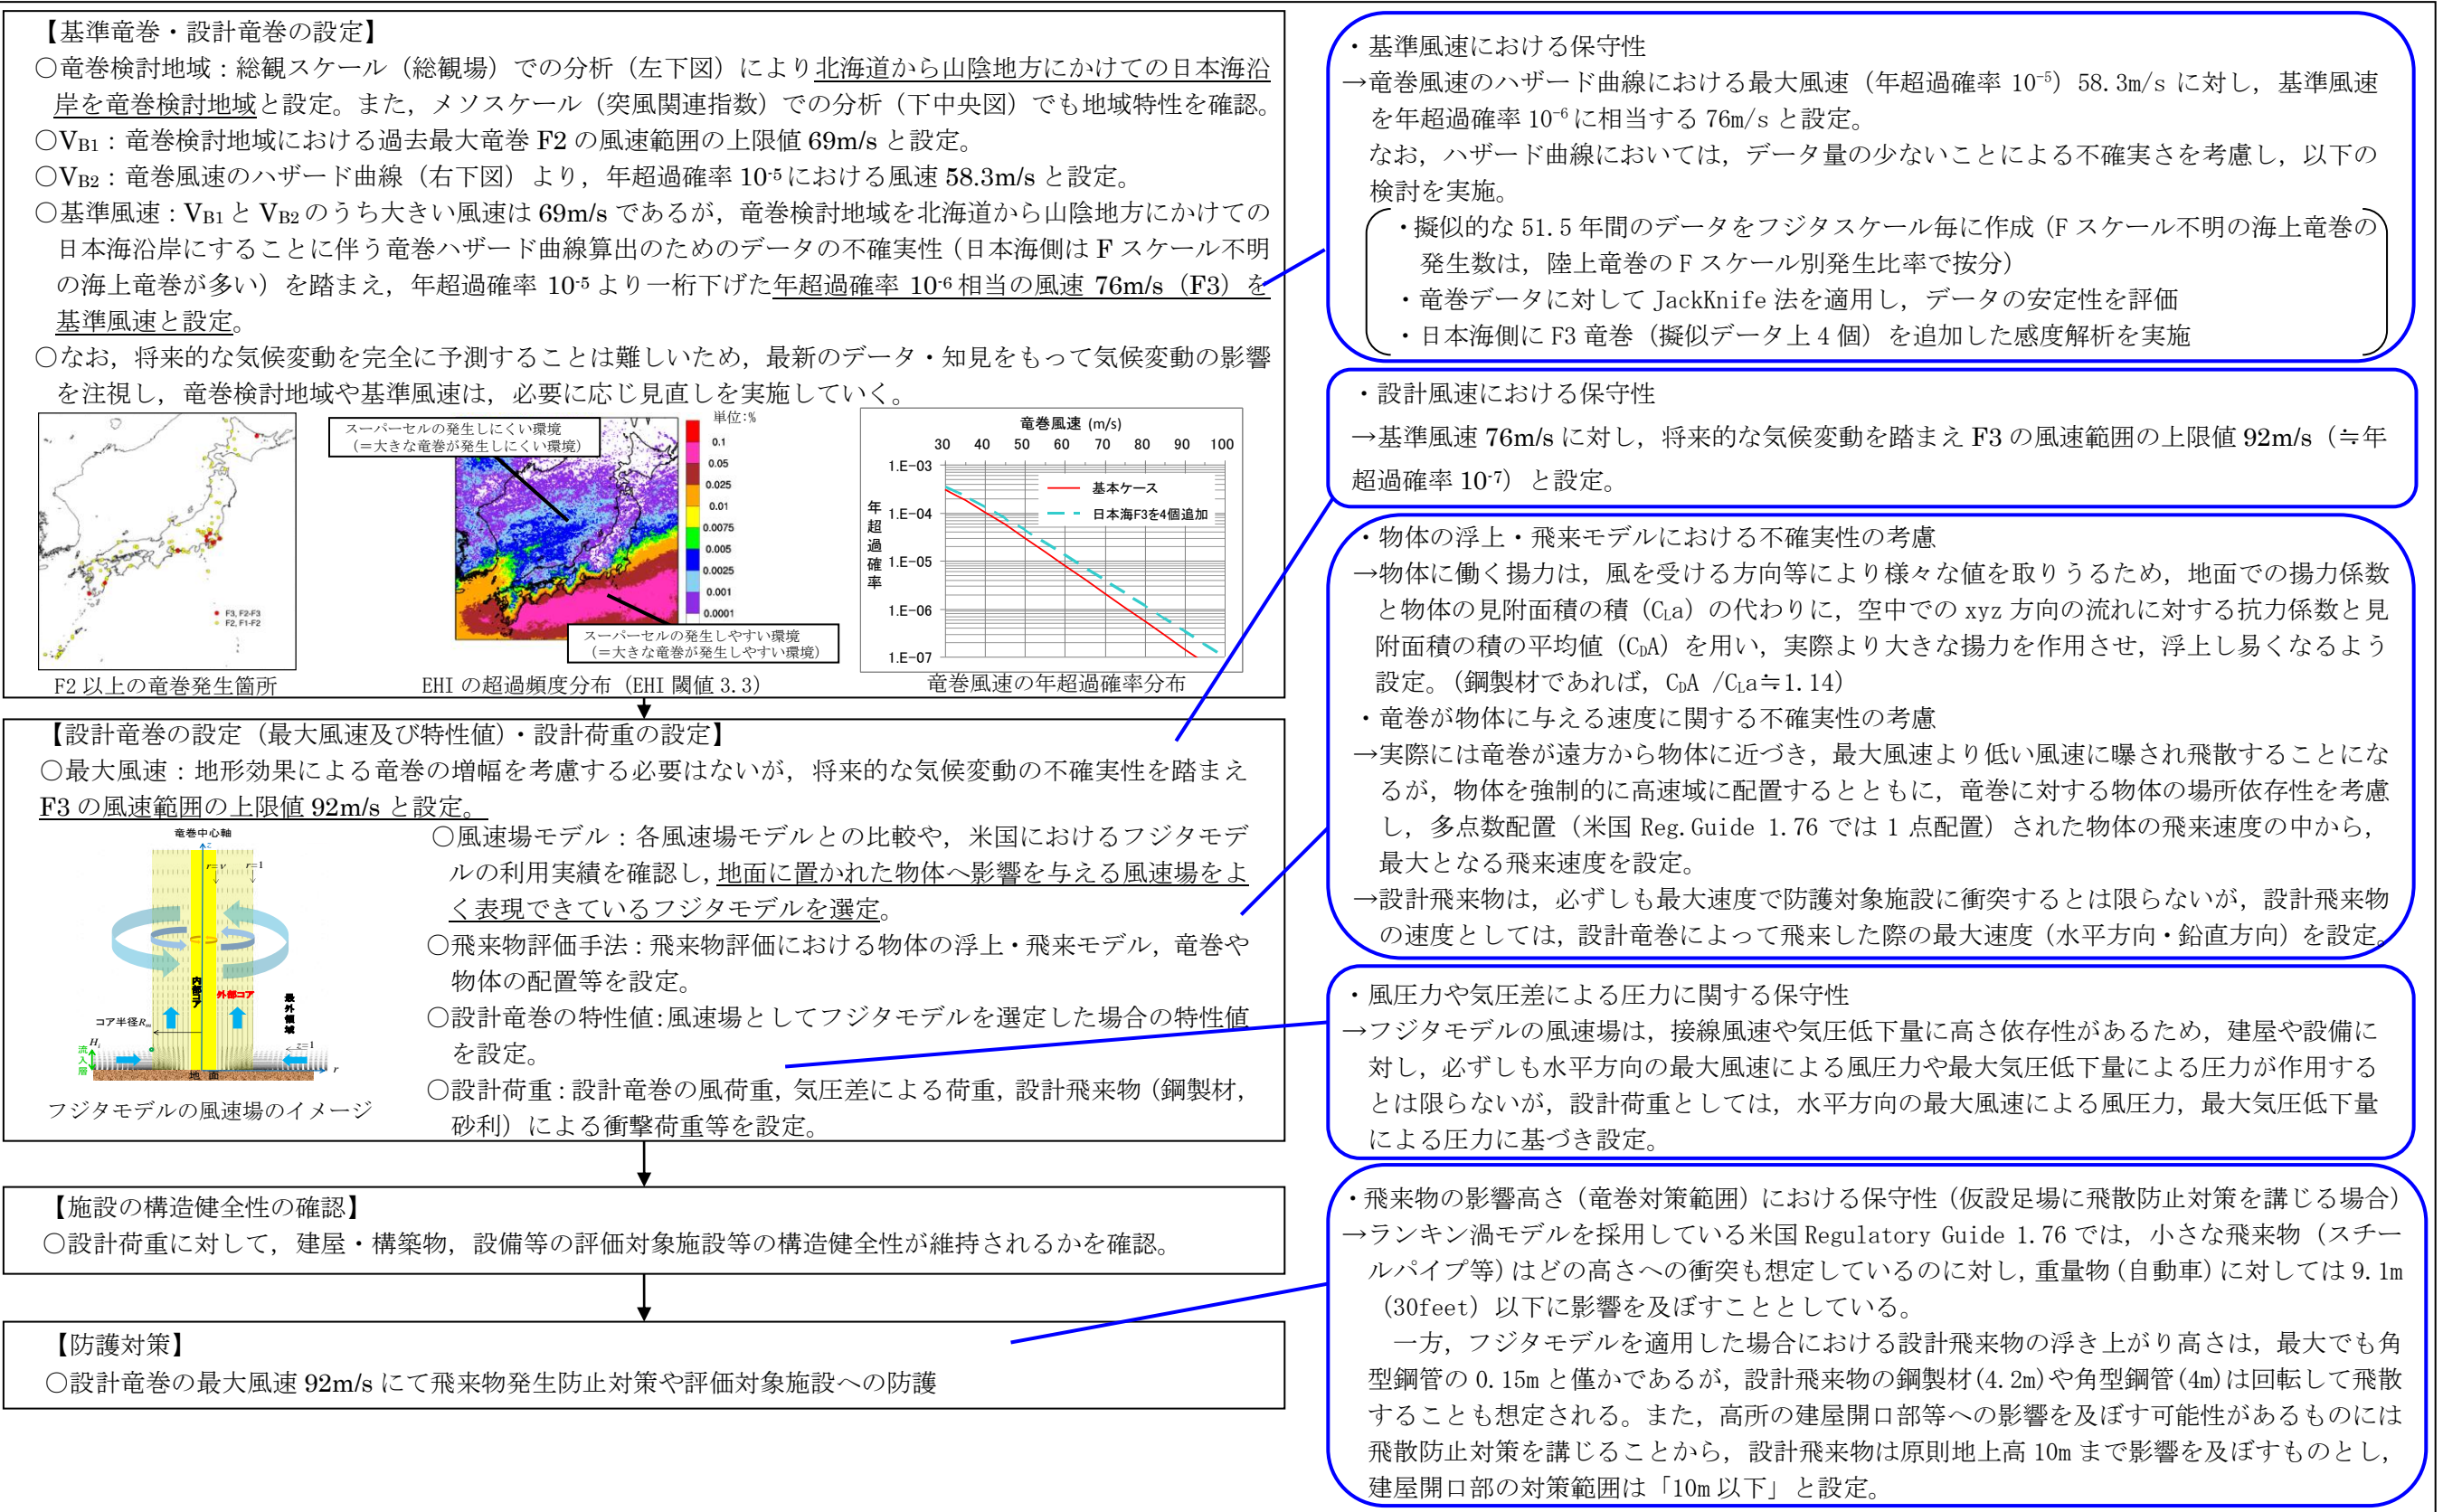 【基準竜巻・設計竜巻の設定】
○竜巻検討地域：総観スケール（総観場）での分析（左下図）により北海道から山陰地方にかけての日本海沿
岸を竜巻検討地域と設定。また，メソスケール（突風関連指数）での分析（下中央図）でも地域特性を確認。
○VB1：竜巻検討地域における過去最大竜巻 F2 の風速範囲の上限値 69m/s と設定。
○VB2：竜巻風速のハザード曲線（右下図）より，年超過確率 10-5 における風速 58.3m/s と設定。
○基準風速：VB1 と VB2 のうち大きい風速は 69m/s であるが，竜巻検討地域を北海道から山陰地方にかけての
日本海沿岸にすることに伴う竜巻ハザード曲線算出のためのデータの不確実性（日本海側は F スケール不明
の海上竜巻が多い）を踏まえ，年超過確率 10-5 より一桁下げた年超過確率 10-6 相当の風速 76m/s（F3）を
基準風速と設定。
○なお，将来的な気候変動を完全に予測することは難しいため，最新のデータ・知見をもって気候変動の影響
を注視し，竜巻検討地域や基準風速は，必要に応じ見直しを実施していく。
F3, F2-F3
F2, F1-F2
F2 以上の竜巻発生箇所
スーパーセルの発生しにくい環境
（＝大きな竜巻が発生しにくい環境）
単位:%
0.1
0.05
0.025
0.01
0.0075
0.005
0.0025
0.001
0.0001
スーパーセルの発生しやすい環境
（＝大きな竜巻が発生しやすい環境）
EHI の超過頻度分布（EHI 閾値 3.3）
竜巻風速 (m/s)
30 40 50 60 70 80 90 100
年超過確率
1.E-03
1.E-04
1.E-05
1.E-06
1.E-07
基本ケース
日本海F3を4個追加
竜巻風速の年超過確率分布
【設計竜巻の設定（最大風速及び特性値）・設計荷重の設定】
○最大風速：地形効果による竜巻の増幅を考慮する必要はないが，将来的な気候変動の不確実性を踏まえ
F3 の風速範囲の上限値 92m/s と設定。
竜巻中心軸
z
r=ν
r=1
内部コア
外部コア
最外領域
コア半径Rm
Hi
流入層
z=1
r
地 面
フジタモデルの風速場のイメージ
○風速場モデル：各風速場モデルとの比較や，米国におけるフジタモデ
ルの利用実績を確認し，地面に置かれた物体へ影響を与える風速場をよ
く表現できているフジタモデルを選定。
○飛来物評価手法：飛来物評価における物体の浮上・飛来モデル，竜巻や
物体の配置等を設定。
○設計竜巻の特性値:風速場としてフジタモデルを選定した場合の特性値
を設定。
○設計荷重：設計竜巻の風荷重，気圧差による荷重，設計飛来物（鋼製材，
砂利）による衝撃荷重等を設定。
【施設の構造健全性の確認】
○設計荷重に対して，建屋・構築物，設備等の評価対象施設等の構造健全性が維持されるかを確認。
【防護対策】
○設計竜巻の最大風速 92m/s にて飛来物発生防止対策や評価対象施設への防護
・基準風速における保守性
→竜巻風速のハザード曲線における最大風速（年超過確率 10-5）58.3m/s に対し，基準風速
を年超過確率 10-6 に相当する 76m/s と設定。
なお，ハザード曲線においては，データ量の少ないことによる不確実さを考慮し，以下の
検討を実施。
・擬似的な 51.5 年間のデータをフジタスケール毎に作成（F スケール不明の海上竜巻の
発生数は，陸上竜巻の F スケール別発生比率で按分）
・竜巻データに対して JackKnife 法を適用し，データの安定性を評価
・日本海側に F3 竜巻（擬似データ上 4 個）を追加した感度解析を実施
・設計風速における保守性
→基準風速 76m/s に対し，将来的な気候変動を踏まえ F3 の風速範囲の上限値 92m/s（≒年
超過確率 10-7）と設定。
・物体の浮上・飛来モデルにおける不確実性の考慮
→物体に働く揚力は，風を受ける方向等により様々な値を取りうるため，地面での揚力係数
と物体の見附面積の積（CLa）の代わりに，空中での xyz 方向の流れに対する抗力係数と見
附面積の積の平均値（CDA）を用い，実際より大きな揚力を作用させ，浮上し易くなるよう
設定。（鋼製材であれば，CDA /CLa≒1.14）
・竜巻が物体に与える速度に関する不確実性の考慮
→実際には竜巻が遠方から物体に近づき，最大風速より低い風速に曝され飛散することにな
るが，物体を強制的に高速域に配置するとともに，竜巻に対する物体の場所依存性を考慮
し，多点数配置（米国 Reg.Guide 1.76 では 1 点配置）された物体の飛来速度の中から，
最大となる飛来速度を設定。
→設計飛来物は，必ずしも最大速度で防護対象施設に衝突するとは限らないが，設計飛来物
の速度としては，設計竜巻によって飛来した際の最大速度（水平方向・鉛直方向）を設定。
・風圧力や気圧差による圧力に関する保守性
→フジタモデルの風速場は，接線風速や気圧低下量に高さ依存性があるため，建屋や設備に
対し，必ずしも水平方向の最大風速による風圧力や最大気圧低下量による圧力が作用する
とは限らないが，設計荷重としては，水平方向の最大風速による風圧力，最大気圧低下量
による圧力に基づき設定。
・飛来物の影響高さ（竜巻対策範囲）における保守性（仮設足場に飛散防止対策を講じる場合）
→ランキン渦モデルを採用している米国 Regulatory Guide 1.76 では，小さな飛来物（スチー
ルパイプ等）はどの高さへの衝突も想定しているのに対し，重量物（自動車）に対しては 9.1m
（30feet）以下に影響を及ぼすこととしている。
一方，フジタモデルを適用した場合における設計飛来物の浮き上がり高さは，最大でも角
型鋼管の 0.15m と僅かであるが，設計飛来物の鋼製材(4.2m)や角型鋼管(4m)は回転して飛散
することも想定される。また，高所の建屋開口部等への影響を及ぼす可能性があるものには
飛散防止対策を講じることから，設計飛来物は原則地上高 10m まで影響を及ぼすものとし，
建屋開口部の対策範囲は「10m 以下」と設定。